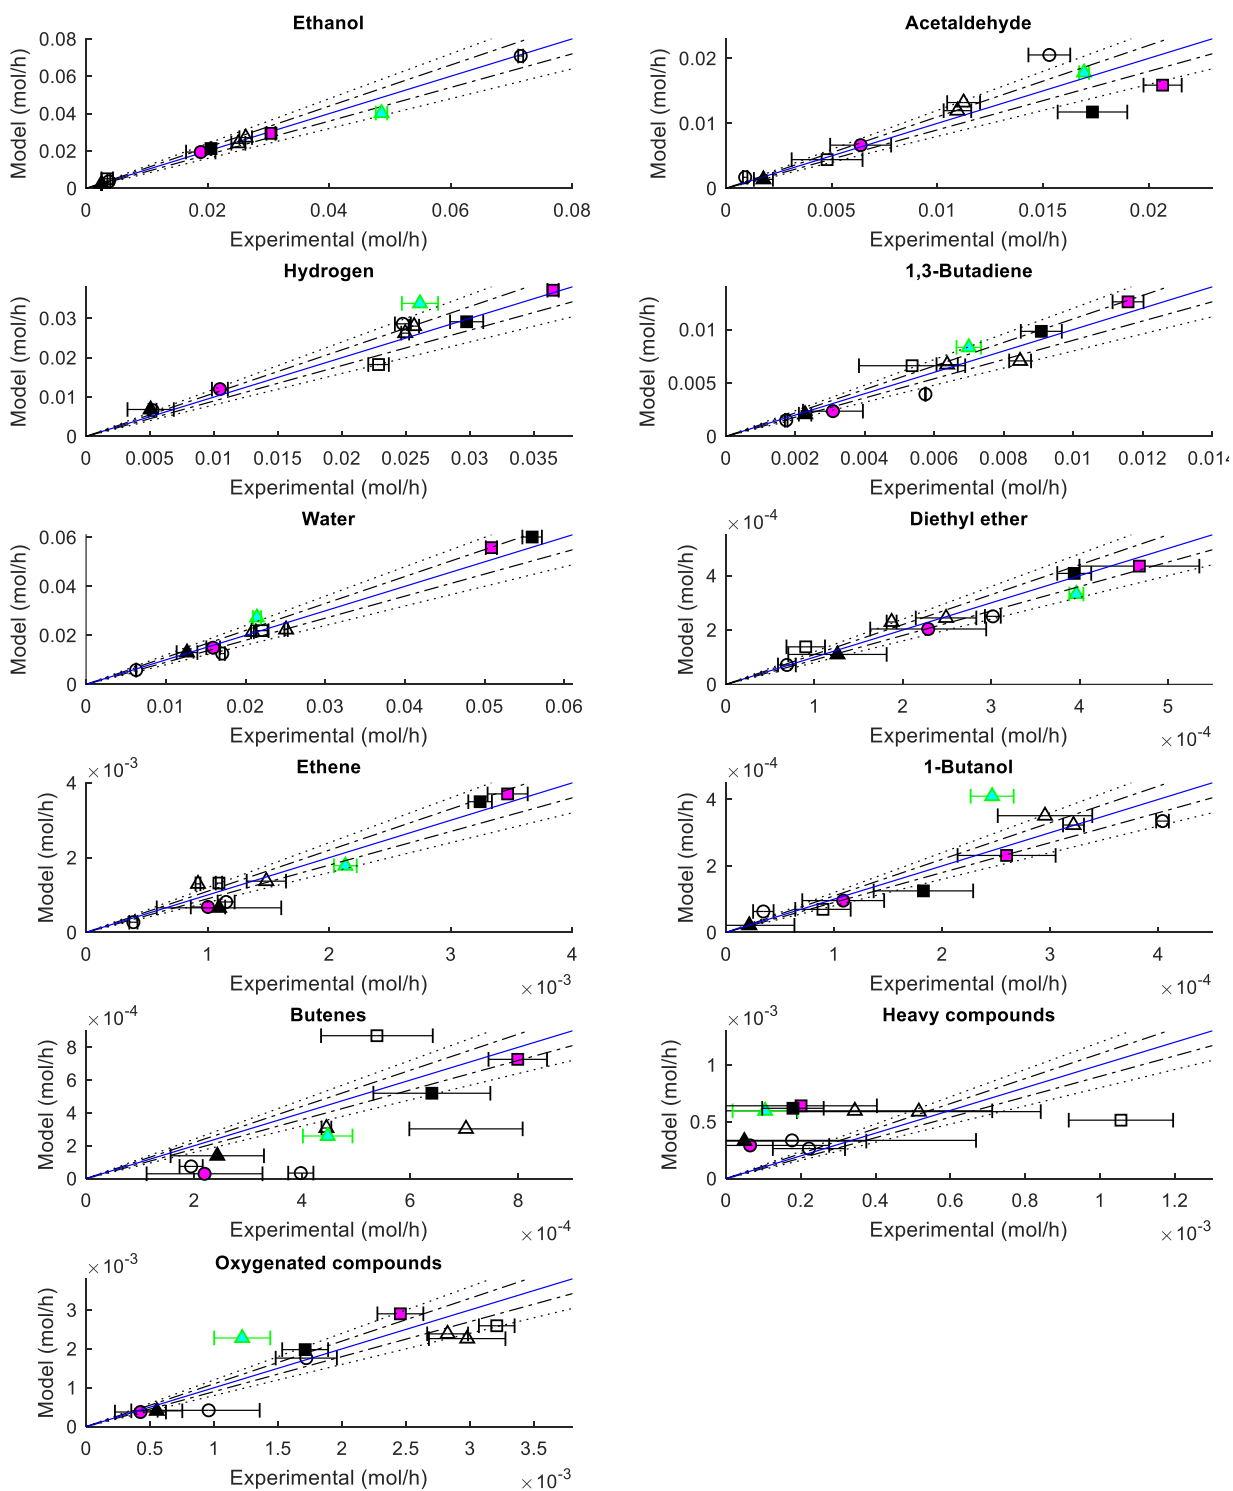 Ethanol
Model (mol/h)
0.08
0.06
0.04
0.02
0
0 0.02 0.04 0.06 0.08
Experimental (mol/h)
Acetaldehyde
Model (mol/h)
0.02
0.01
0
0 0.005 0.01 0.015 0.02
Experimental (mol/h)
Hydrogen
Model (mol/h)
0.03
0.02
0.01
0
0 0.005 0.01 0.015 0.02 0.025 0.03 0.035
Experimental (mol/h)
1,3-Butadiene
Model (mol/h)
0.01
0.005
0
0 0.002 0.004 0.006 0.008 0.01 0.012 0.014
Experimental (mol/h)
Water
Model (mol/h)
0.06
0.04
0.02
0
0 0.01 0.02 0.03 0.04 0.05 0.06
Experimental (mol/h)
×10⁻⁴
Diethyl ether
Model (mol/h)
4
2
0
0 1 2 3 4 5
Experimental (mol/h)
×10⁻⁴
×10⁻³
Ethene
Model (mol/h)
4
2
0
0 1 2 3 4
Experimental (mol/h)
×10⁻³
×10⁻⁴
1-Butanol
Model (mol/h)
4
2
0
0 1 2 3 4
Experimental (mol/h)
×10⁻⁴
×10⁻⁴
Butenes
Model (mol/h)
8
6
4
2
0
0 2 4 6 8
Experimental (mol/h)
×10⁻⁴
×10⁻³
Heavy compounds
Model (mol/h)
1
0.5
0
0 0.2 0.4 0.6 0.8 1 1.2
Experimental (mol/h)
×10⁻³
×10⁻³
Oxygenated compounds
Model (mol/h)
3
2
1
0
0 0.5 1 1.5 2 2.5 3 3.5
Experimental (mol/h)
×10⁻³